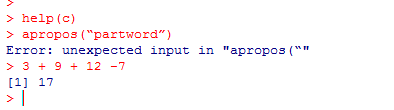 >
> help(c)
> apropos(“partword”)
Error: unexpected input in "apropos(“"
> 3 + 9 + 12 -7
[1] 17
>